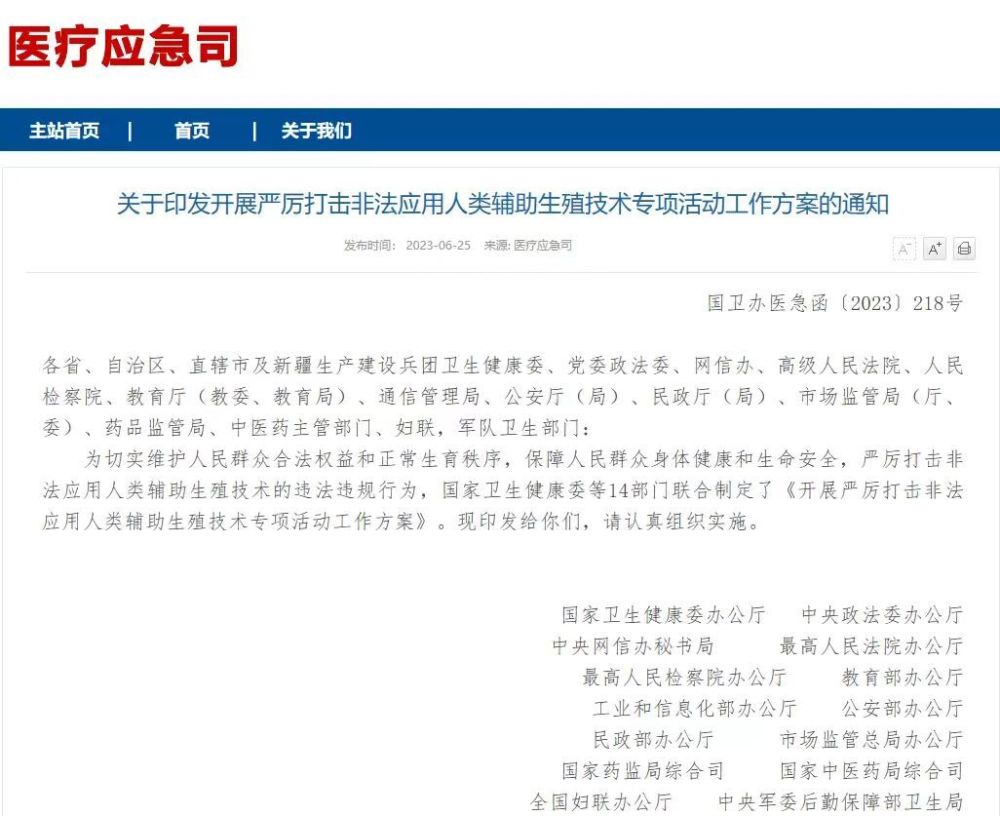 医疗应急司
主站首页 | 首页 | 关于我们
关于印发开展严厉打击非法应用人类辅助生殖技术专项活动工作方案的通知
发布时间： 2023-06-25 来源: 医疗应急司
A- A+
国卫办医急函〔2023〕218号
各省、自治区、直辖市及新疆生产建设兵团卫生健康委、党委政法委、网信办、高级人民法院、人民
检察院、教育厅（教委、教育局）、通信管理局、公安厅（局）、民政厅（局）、市场监管局（厅、
委）、药品监管局、中医药主管部门、妇联，军队卫生部门：
为切实维护人民群众合法权益和正常生育秩序，保障人民群众身体健康和生命安全，严厉打击非
法应用人类辅助生殖技术的违法违规行为，国家卫生健康委等14部门联合制定了《开展严厉打击非法
应用人类辅助生殖技术专项活动工作方案》。现印发给你们，请认真组织实施。
国家卫生健康委办公厅 中央政法委办公厅
中央网信办秘书局 最高人民法院办公厅
最高人民检察院办公厅 教育部办公厅
工业和信息化部办公厅 公安部办公厅
民政部办公厅 市场监管总局办公厅
国家药监局综合司 国家中医药局综合司
全国妇联办公厅 中央军委后勤保障部卫生局